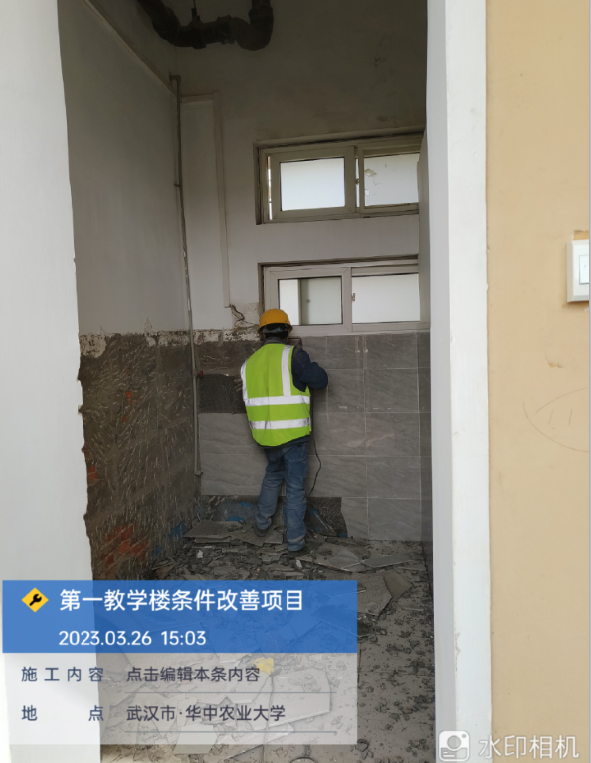 第一教学楼条件改善项目
2023.03.26 15:03
施工内容 点击编辑本条内容
地 点 武汉市·华中农业大学
水印相机